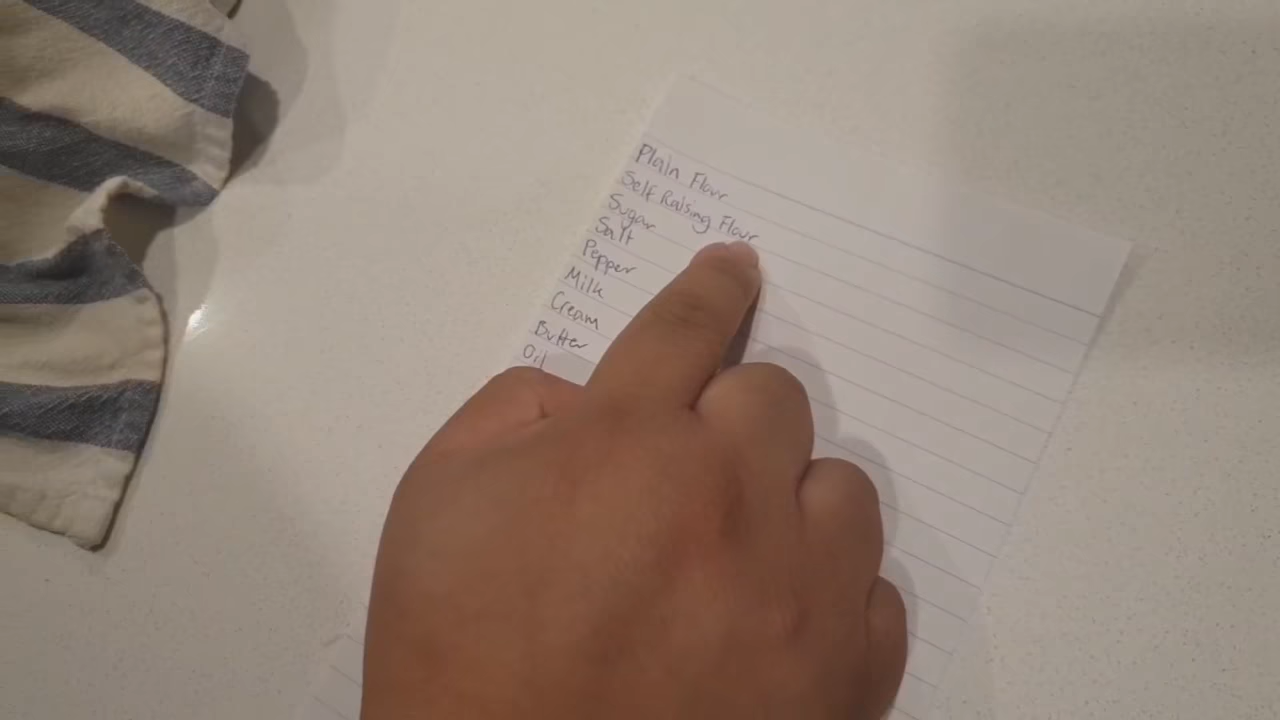 Plain Flour
Self Raising Flour
Sugar
Salt
Pepper
Milk
Cream
Butter
Oil